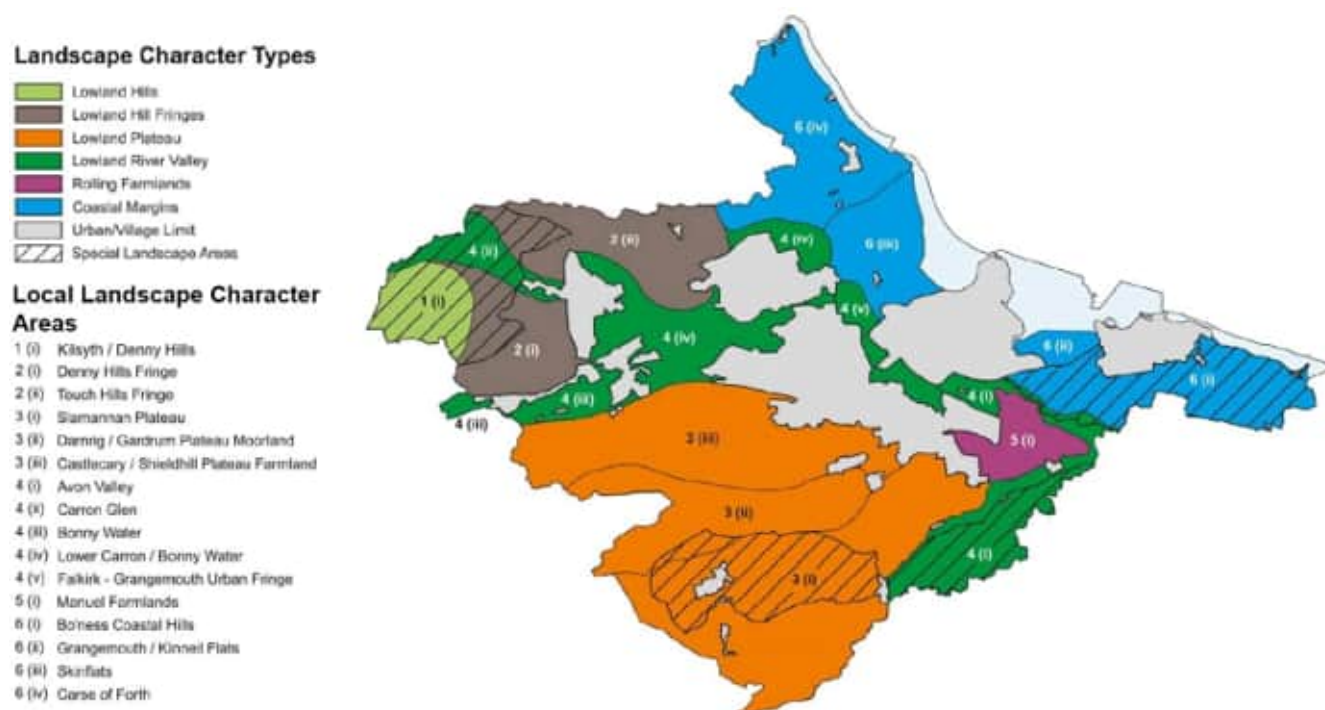 Landscape Character Types
Lowland Hills
Lowland Hill Fringes
Lowland Plateau
Lowland River Valley
Rolling Farmlands
Coastal Margins
Urban/Village Limit
Special Landscape Areas
Local Landscape Character
Areas
1 (i) Kilsyth / Denny Hills
2 (i) Denny Hills Fringe
2 (ii) Touch Hills Fringe
3 (i) Slamannan Plateau
3 (ii) Darnrig / Gardrum Plateau Moorland
3 (iii) Castlecary / Shieldhill Plateau Farmland
4 (i) Avon Valley
4 (ii) Carron Glen
4 (iii) Bonny Water
4 (iv) Lower Carron / Bonny Water
4 (v) Falkirk - Grangemouth Urban Fringe
5 (i) Manuel Farmlands
6 (i) Bo'ness Coastal Hills
6 (ii) Grangemouth / Kinneil Flats
6 (iii) Skinflats
6 (iv) Carse of Forth
6 (iv)
2 (ii)
4 (iv)
4 (ii)
6 (iii)
1 (i)
4 (v)
4 (iv)
6 (ii)
2 (i)
6 (i)
4 (i)
4 (iii)
4 (iii)
3 (iii)
5 (i)
3 (ii)
4 (i)
3 (i)